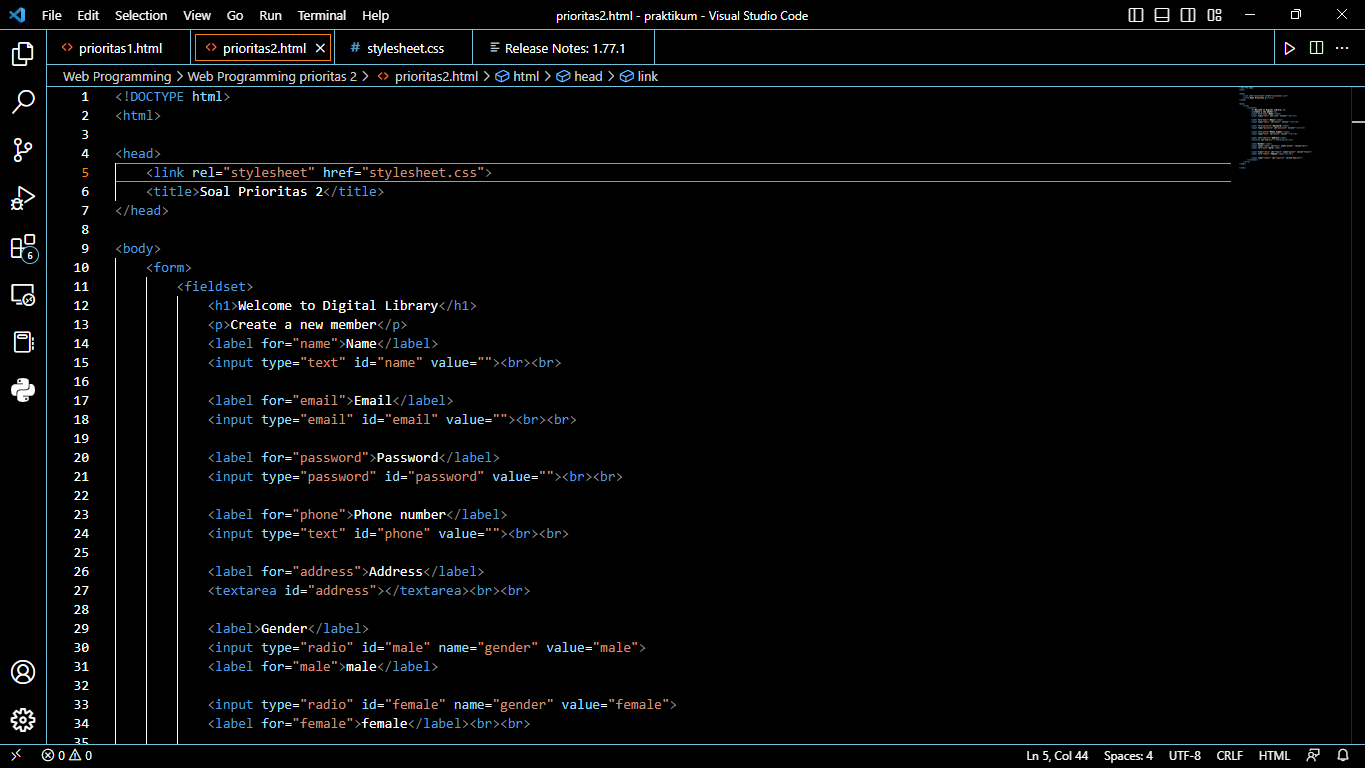 File Edit Selection View Go Run Terminal Help prioritas2.html - praktikum - Visual Studio Code
prioritas1.html prioritas2.html stylesheet.css Release Notes: 1.77.1
Web Programming > Web Programming prioritas 2 > prioritas2.html > html > head > link
1 <!DOCTYPE html>
2 <html>
3
4 <head>
5 <link rel="stylesheet" href="stylesheet.css">
6 <title>Soal Prioritas 2</title>
7 </head>
8
9 <body>
10 <form>
11 <fieldset>
12 <h1>Welcome to Digital Library</h1>
13 <p>Create a new member</p>
14 <label for="name">Name</label>
15 <input type="text" id="name" value=""><br><br>
16
17 <label for="email">Email</label>
18 <input type="email" id="email" value=""><br><br>
19
20 <label for="password">Password</label>
21 <input type="password" id="password" value=""><br><br>
22
23 <label for="phone">Phone number</label>
24 <input type="text" id="phone" value=""><br><br>
25
26 <label for="address">Address</label>
27 <textarea id="address"></textarea><br><br>
28
29 <label>Gender</label>
30 <input type="radio" id="male" name="gender" value="male">
31 <label for="male">male</label>
32
33 <input type="radio" id="female" name="gender" value="female">
34 <label for="female">female</label><br><br>
35
6
0 0 Ln 5, Col 44 Spaces: 4 UTF-8 CRLF HTML